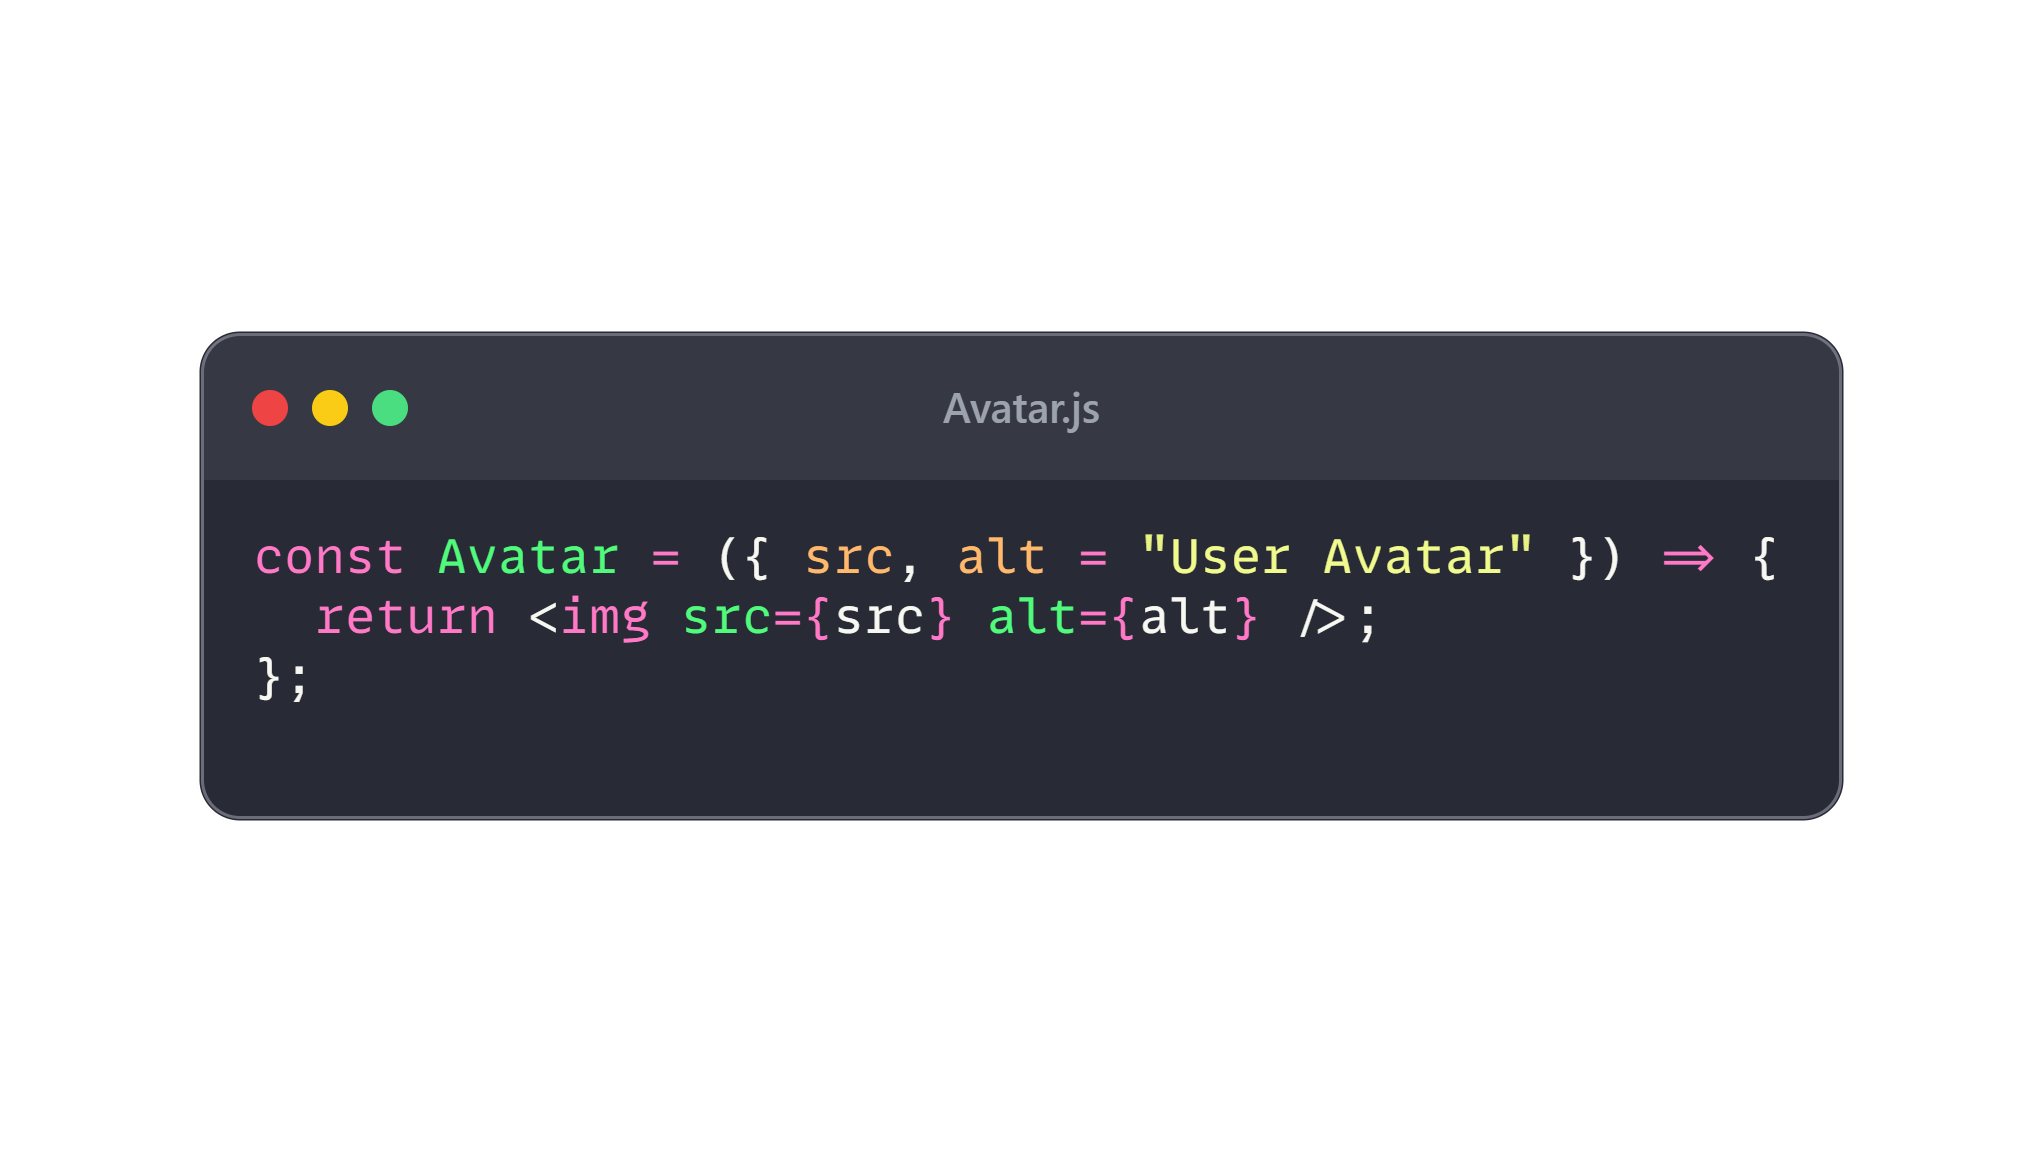 Avatar.js
const Avatar = ({ src, alt = "User Avatar" }) => {
  return <img src={src} alt={alt} />;
};